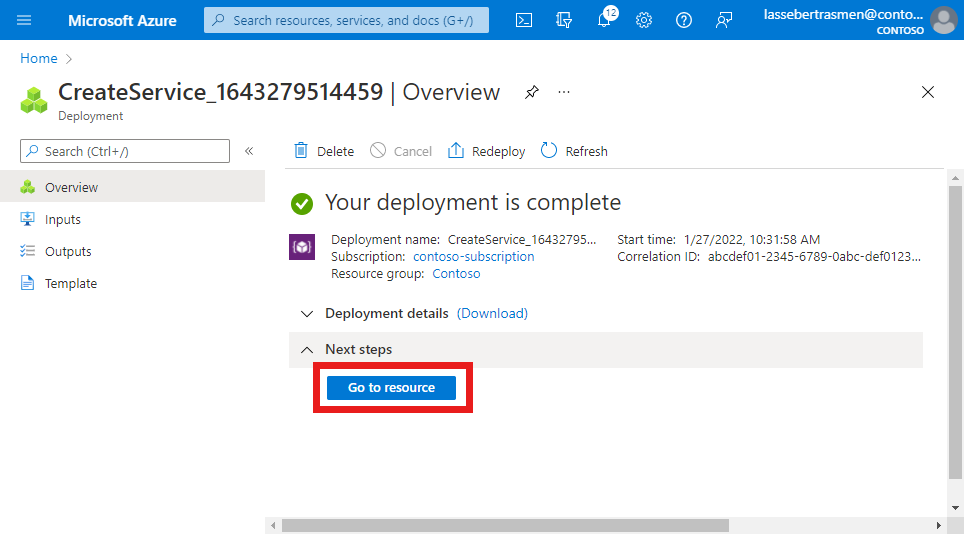 Microsoft Azure
Search resources, services, and docs (G+/)
12
lassebertrasmen@conto...
CONTOSO
Home
CreateService_1643279514459 | Overview
...
Deployment
Search (Ctrl+/)
«
Delete
Cancel
Redeploy
Refresh
Overview
Inputs
Outputs
Template
Your deployment is complete
Deployment name: CreateService_16432795...
Subscription: contoso-subscription
Resource group: Contoso
Start time: 1/27/2022, 10:31:58 AM
Correlation ID: abcdef01-2345-6789-0abc-def0123...
Deployment details (Download)
Next steps
Go to resource